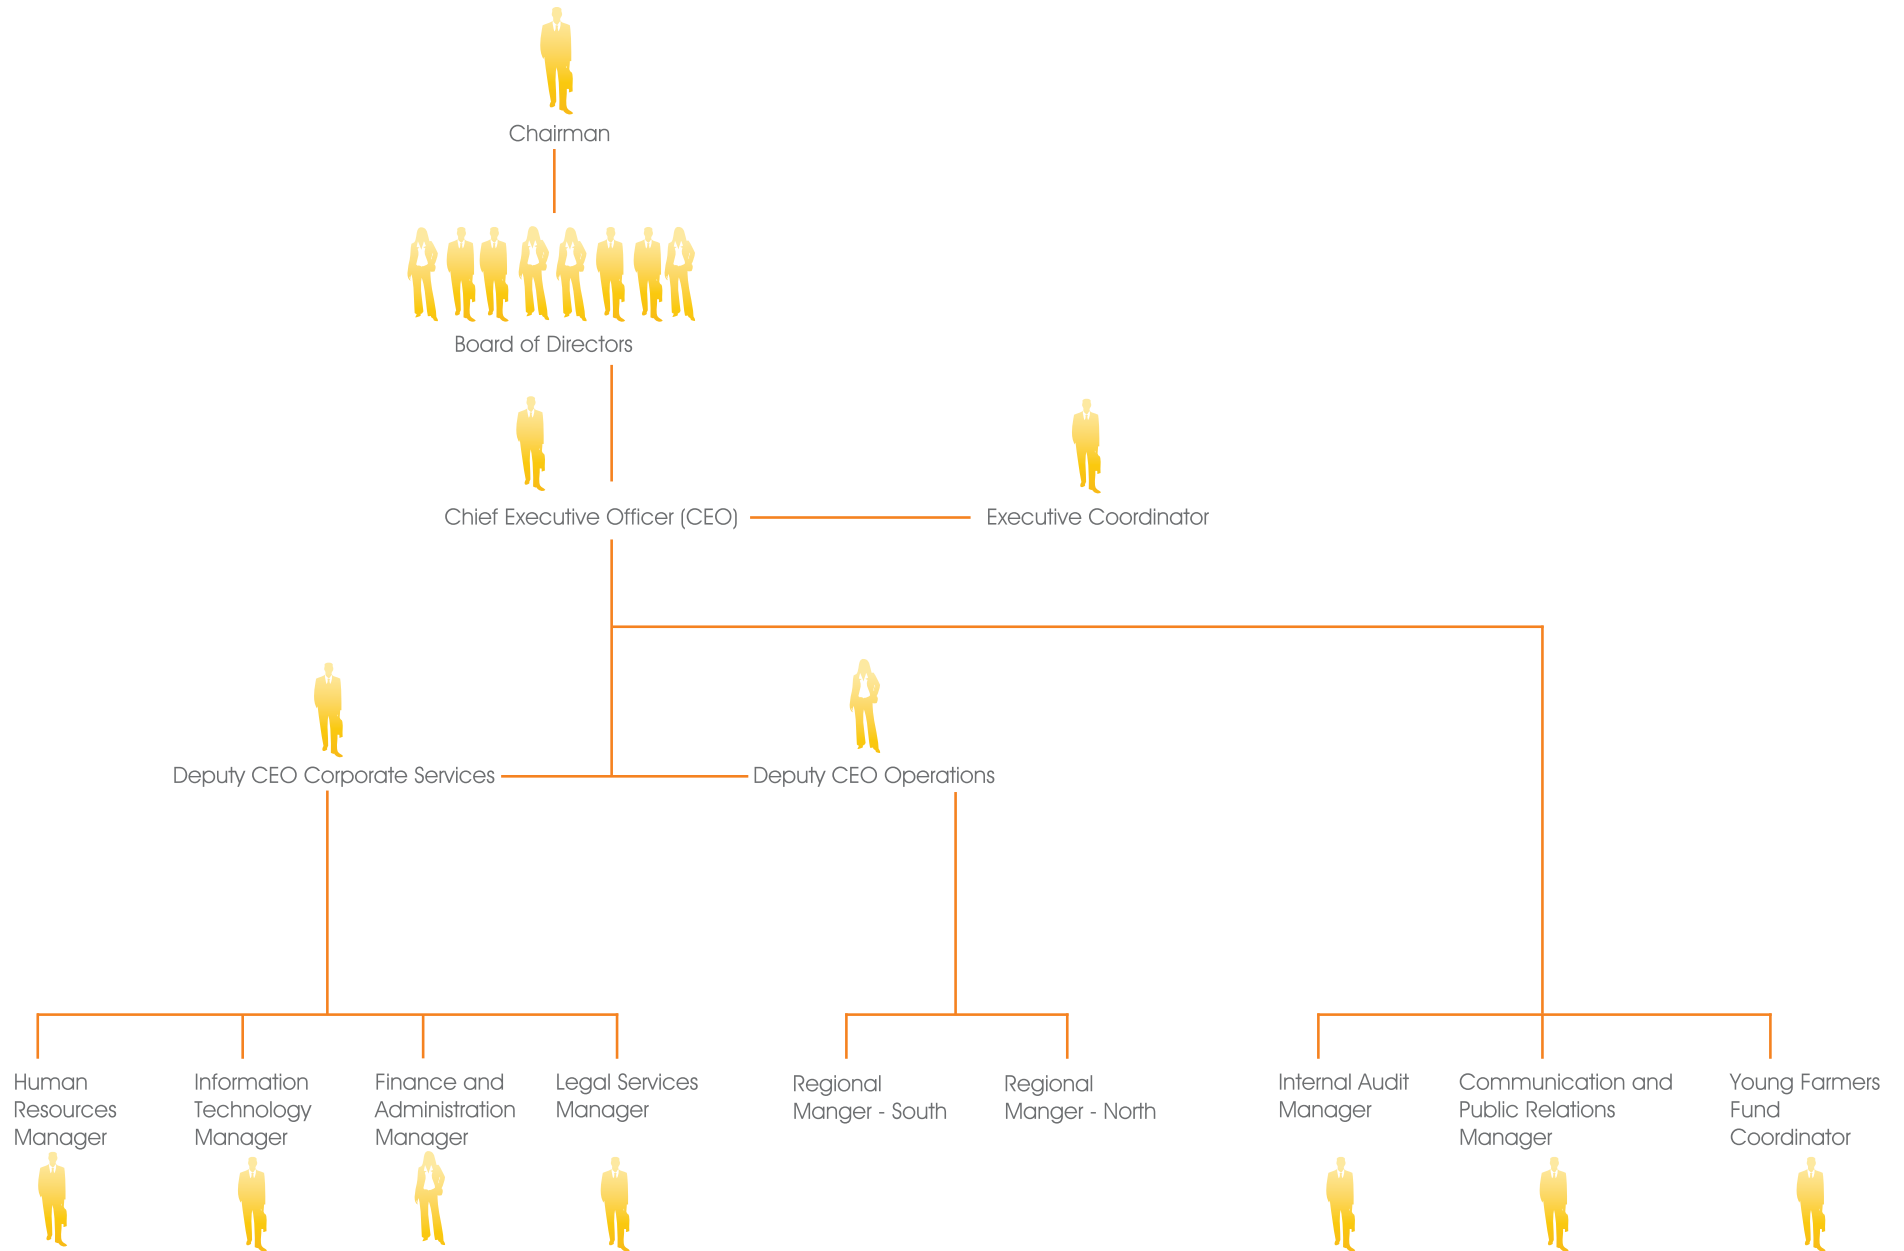 Chairman
Board of Directors
Chief Executive Officer (CEO)
Executive Coordinator
Deputy CEO Corporate Services
Deputy CEO Operations
Human
Resources
Manager
Information
Technology
Manager
Finance and
Administration
Manager
Legal Services
Manager
Regional
Manger - South
Regional
Manger - North
Internal Audit
Manager
Communication and
Public Relations
Manager
Young Farmers
Fund
Coordinator